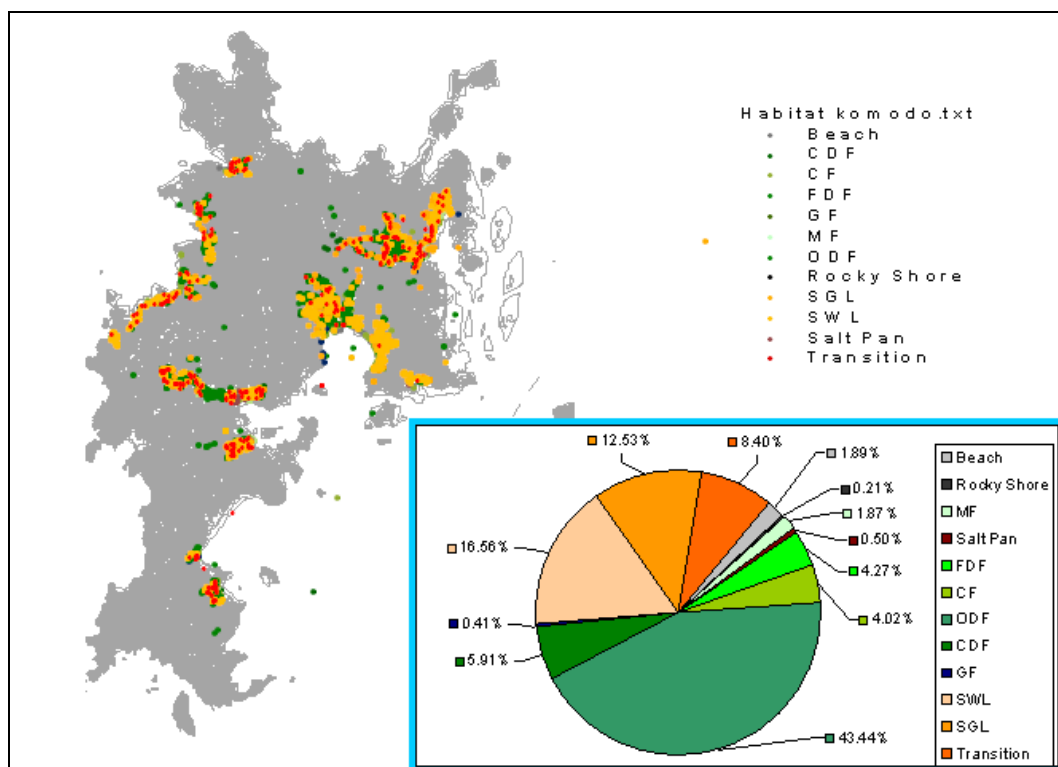 Habitat komodo.txt
Beach
CDF
CF
FDF
GF
MF
ODF
Rocky Shore
SGL
SWL
Salt Pan
Transition
12.53%
8.40%
1.89%
0.21%
1.87%
0.50%
4.27%
4.02%
43.44%
5.91%
0.41%
16.56%
Beach
Rocky Shore
MF
Salt Pan
FDF
CF
ODF
CDF
GF
SWL
SGL
Transition